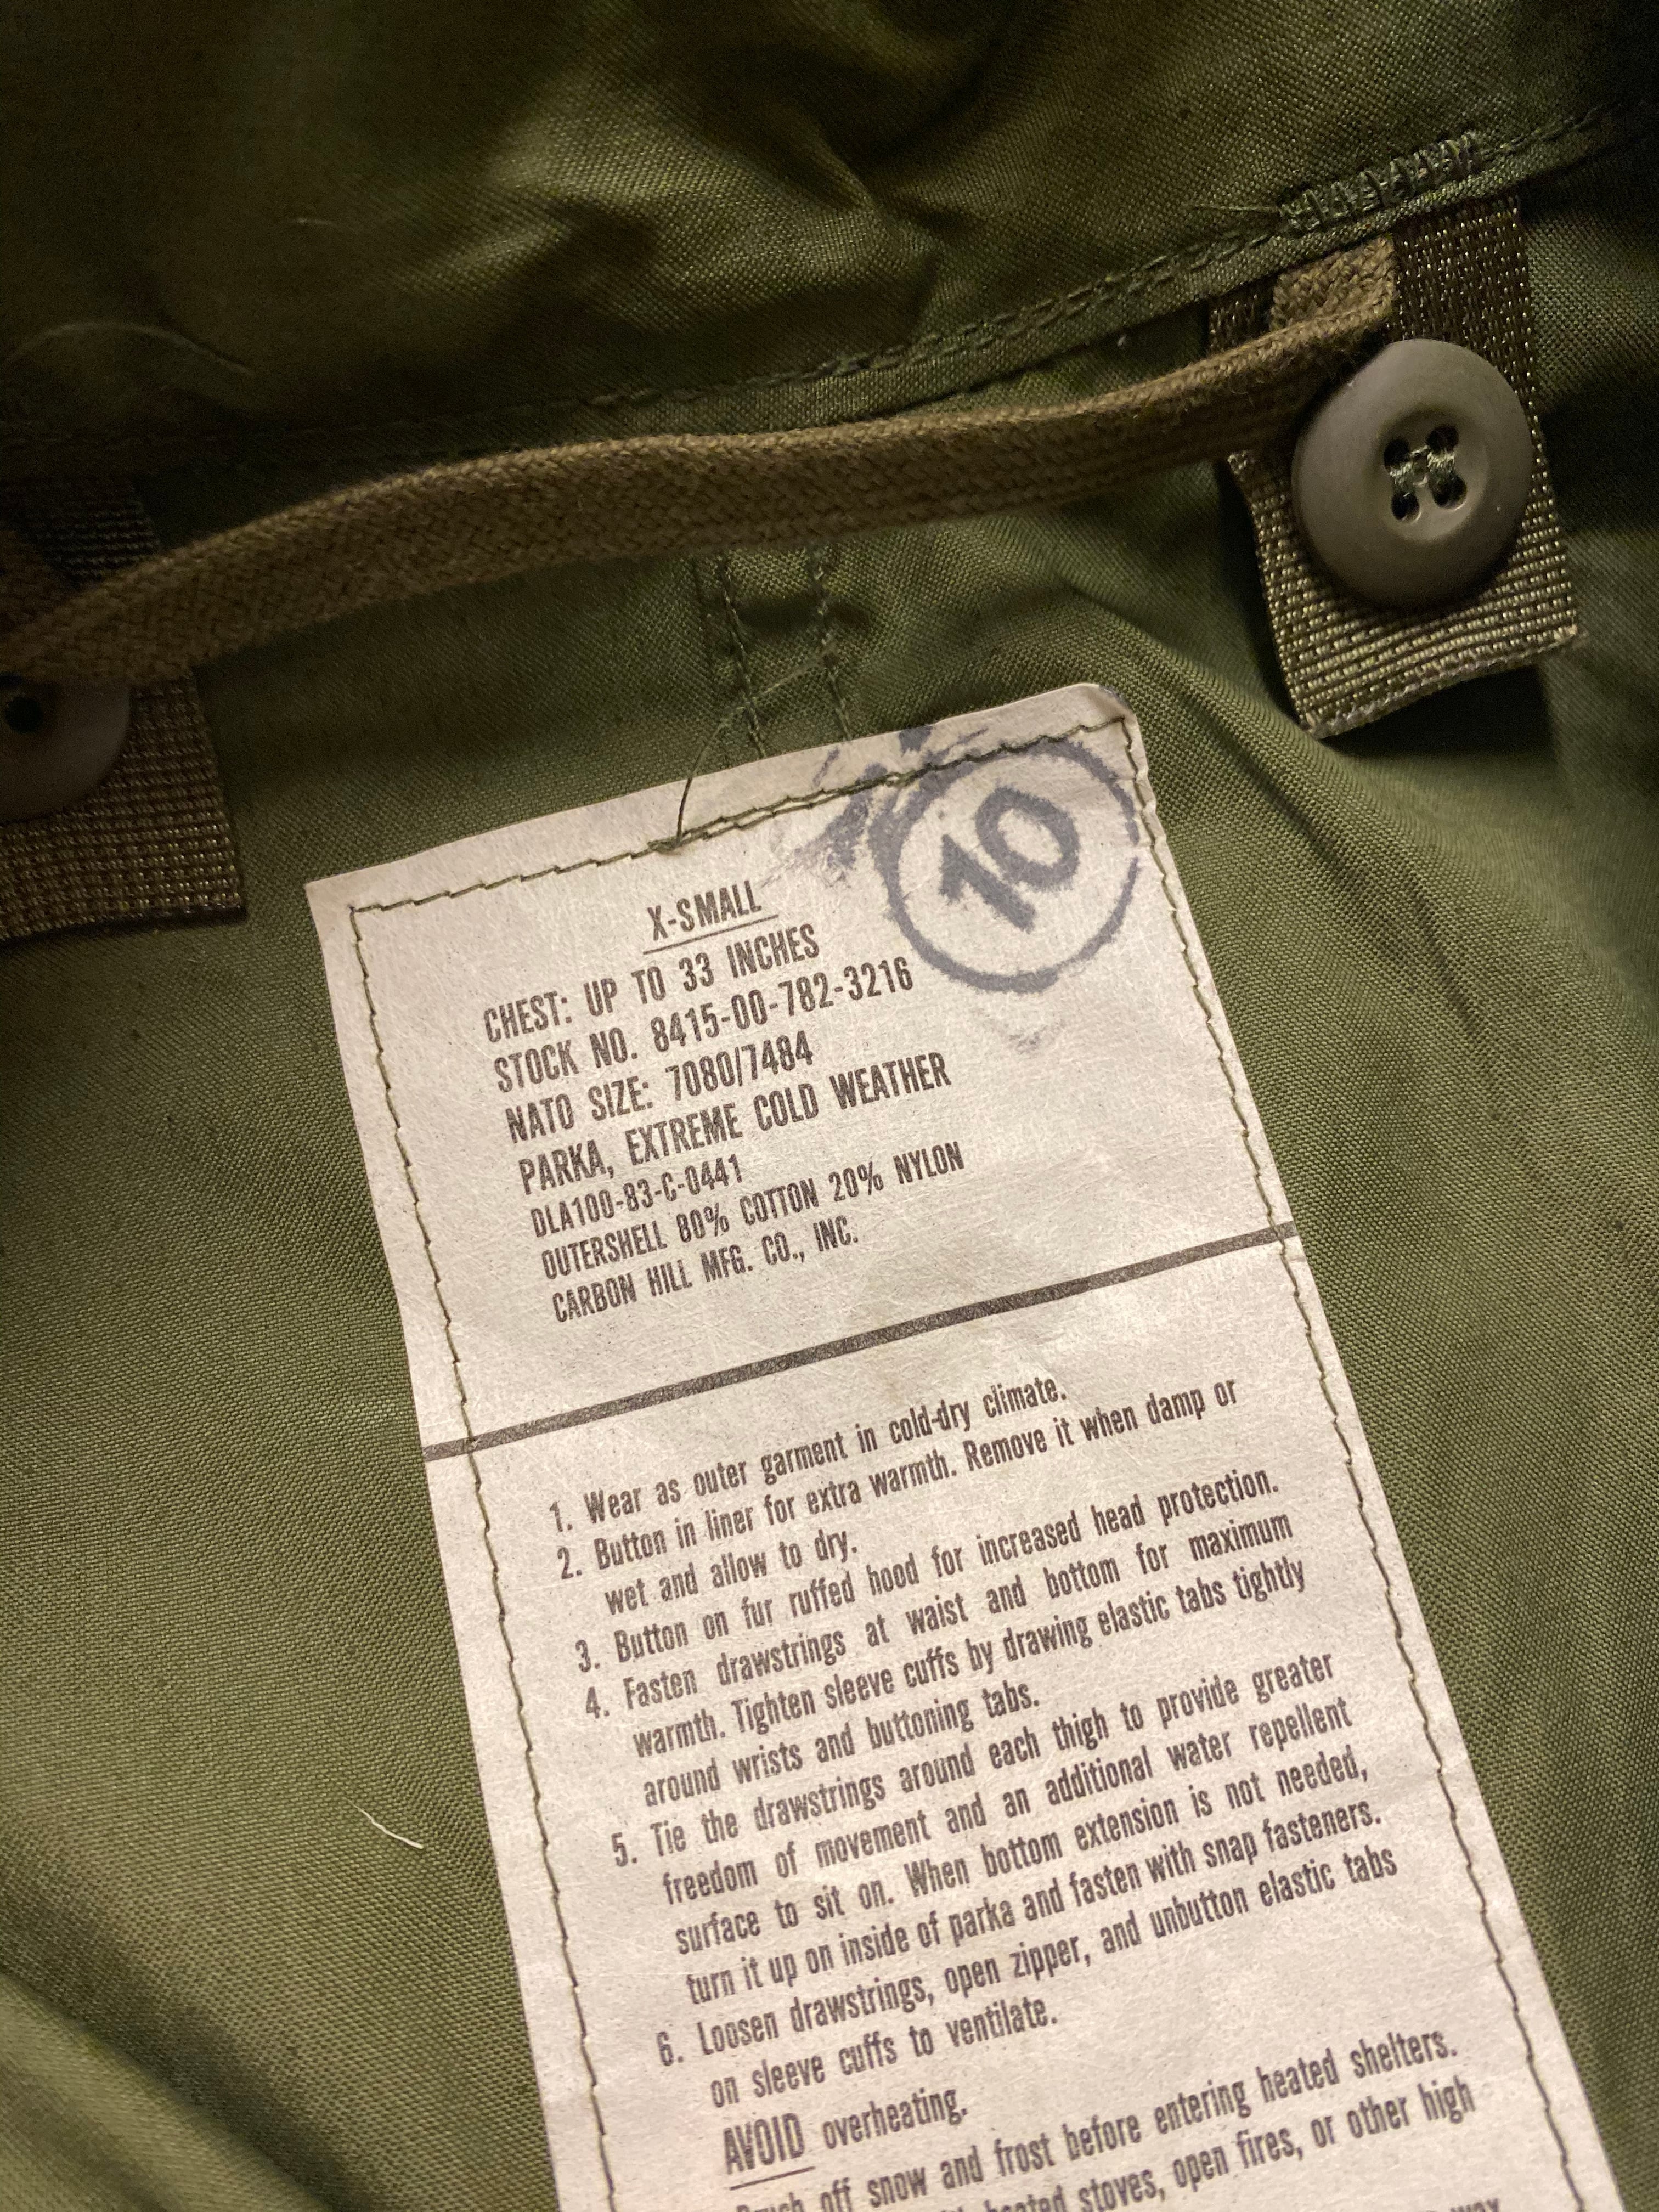 10
X-SMALL
CHEST: UP TO 33 INCHES
STOCK NO. 8415-00-782-3216
NATO SIZE: 7080/7484
PARKA, EXTREME COLD WEATHER
DLA100-83-C-0441
OUTERSHELL 80% COTTON 20% NYLON
CARBON HILL MFG. CO., INC.
1. Wear as outer garment in cold-dry climate.
2. Button in liner for extra warmth. Remove it when damp or
wet and allow to dry.
3. Button on fur ruffed hood for increased head protection.
4. Fasten drawstrings at waist and bottom for maximum
warmth. Tighten sleeve cuffs by drawing elastic tabs tightly
around wrists and buttoning tabs.
5. Tie the drawstrings around each thigh to provide greater
freedom of movement and an additional water repellent
surface to sit on. When bottom extension is not needed,
turn it up on inside of parka and fasten with snap fasteners.
6. Loosen drawstrings, open zipper, and unbutton elastic tabs
on sleeve cuffs to ventilate.
AVOID overheating.
off snow and frost before entering heated shelters.
heated stoves, open fires, or other high